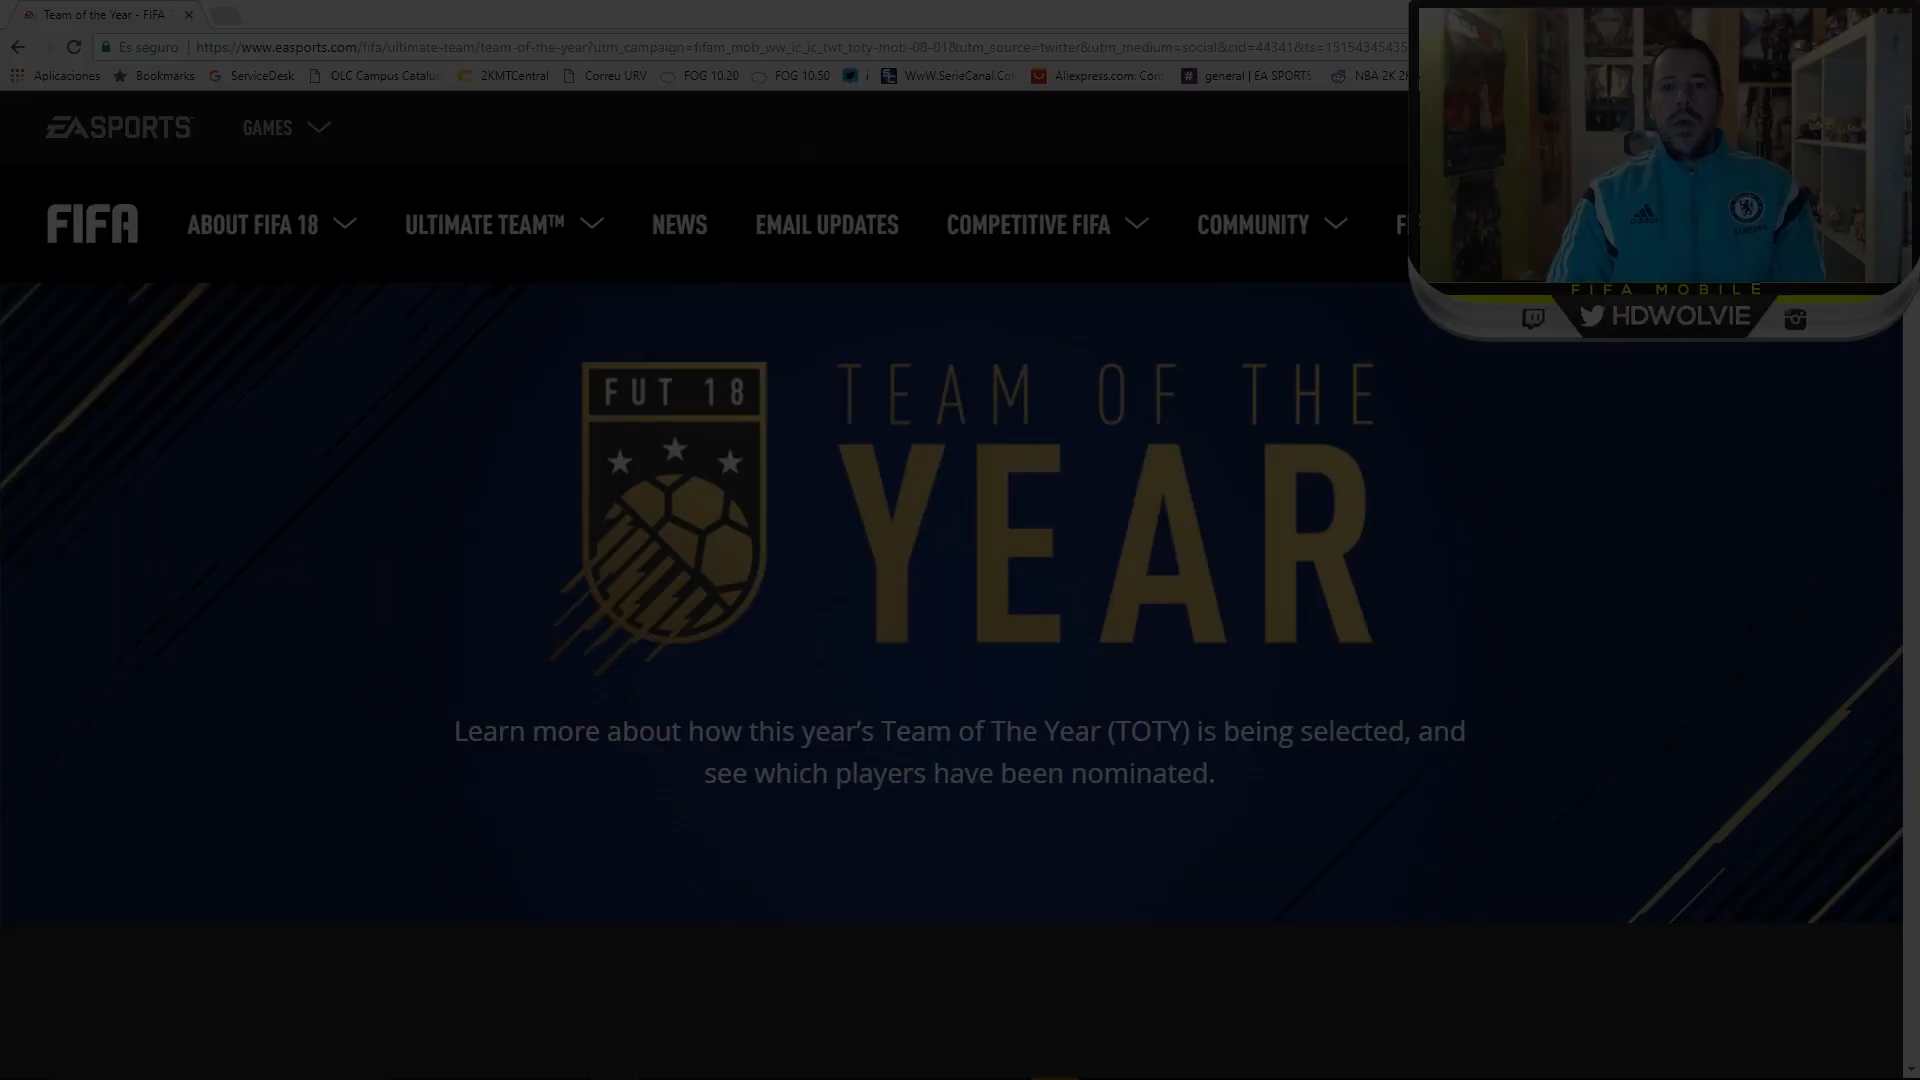 Team of the Year - FIFA
Es seguro
https://www.easports.com/fifa/ultimate-team/team-of-the-year?utm_campaign=fifam_mob_ww_ic_ic_twt_toty-mob-08-01&utm_source=twitter&utm_medium=social&cid=44341&ts=1515434543
Aplicaciones
Bookmarks
ServiceDesk
OLC Campus Catalun
2KMTCentral
Correu URV
FOG 10.20
FOG 10.50
i
WwW.SerieCanal.Co
Aliexpress.com: Com
general | EA SPORTS
NBA 2K 2K
EA SPORTS
GAMES
FIFA
ABOUT FIFA 18
ULTIMATE TEAM™
NEWS
EMAIL UPDATES
COMPETITIVE FIFA
COMMUNITY
adidas
FIFA MOBILE
HDWOLVIE
FUT 18
TEAM OF THE
YEAR
Learn more about how this year's Team of The Year (TOTY) is being selected, and
see which players have been nominated.